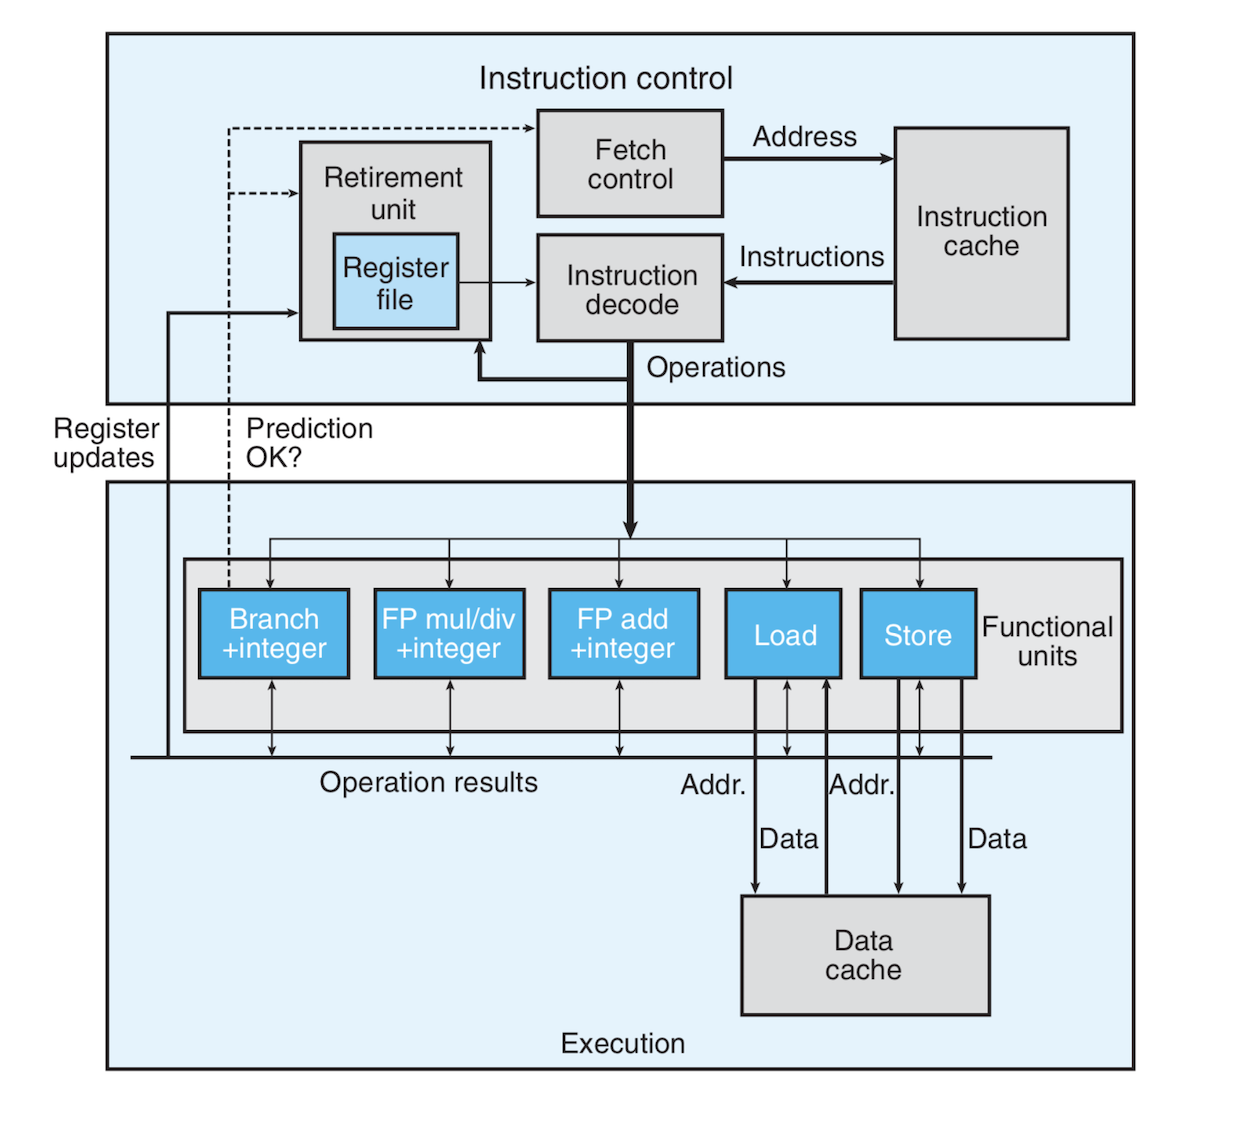 Instruction control
Fetch
control
Address
Retirement
unit
Instruction
cache
Register
file
Instruction
decode
Instructions
Operations
Register
updates
Prediction
OK?
Branch
+integer
FP mul/div
+integer
FP add
+integer
Load
Store
Functional
units
Operation results
Addr.
Addr.
Data
Data
Data
cache
Execution